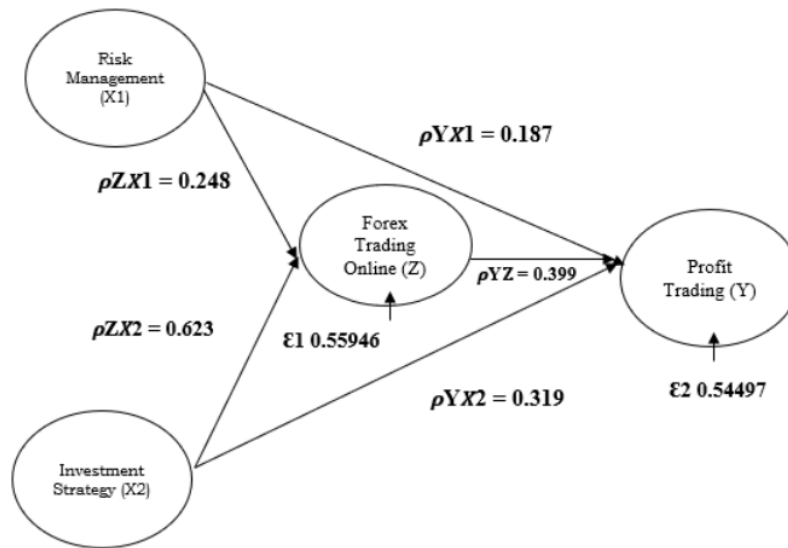 Risk
Management
(X1)
ρYX1 = 0.187
ρZX1 = 0.248
Forex
Trading
Online (Z)
ρYZ = 0.399
Profit
Trading (Y)
ρZX2 = 0.623
Ɛ1 0.55946
ρYX2 = 0.319
Ɛ2 0.54497
Investment
Strategy (X2)